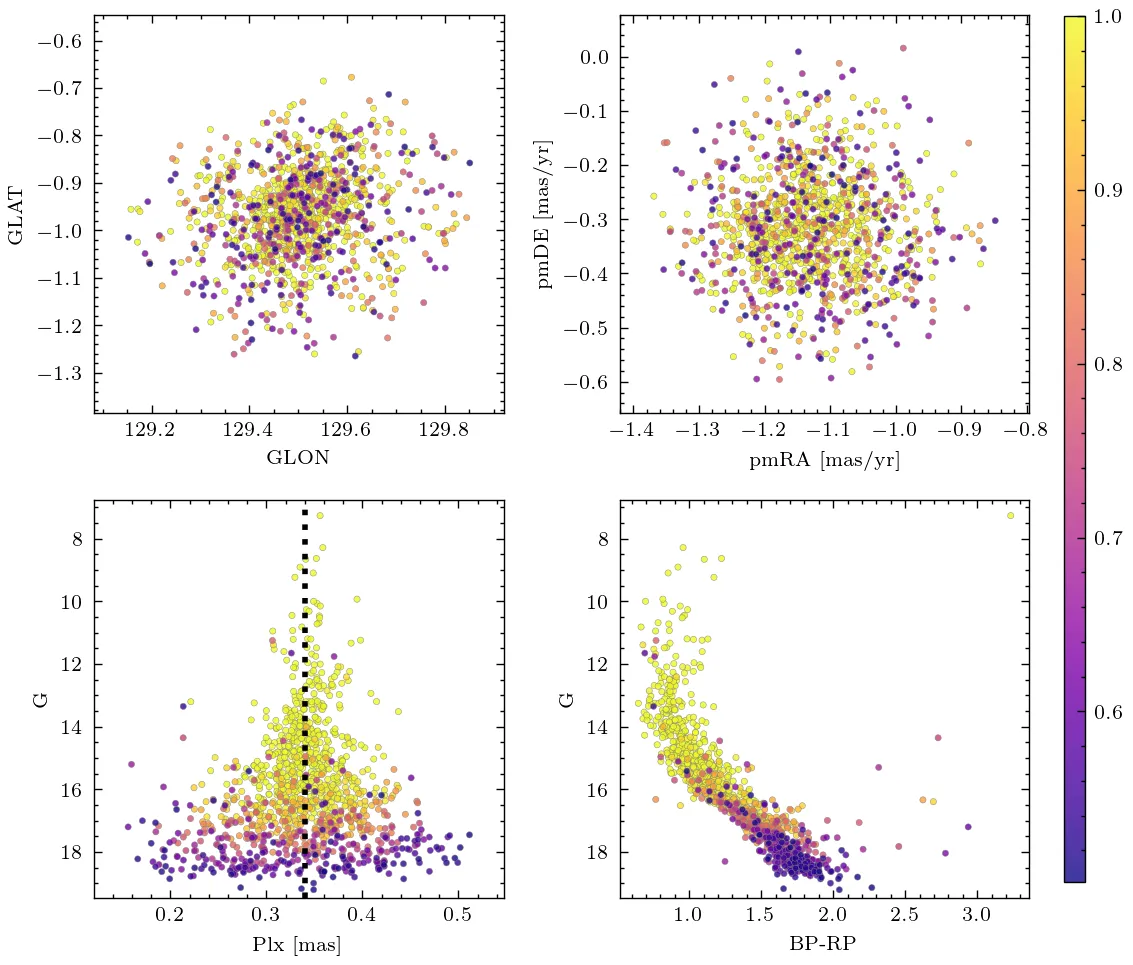 −0.6
−0.7
−0.8
−0.9
−1.0
−1.1
−1.2
−1.3
GLAT
129.2 129.4 129.6 129.8
GLON
0.0
−0.1
−0.2
−0.3
−0.4
−0.5
−0.6
pmDE [mas/yr]
−1.4 −1.3 −1.2 −1.1 −1.0 −0.9 −0.8
pmRA [mas/yr]
8
10
12
14
16
18
G
0.2 0.3 0.4 0.5
Plx [mas]
8
10
12
14
16
18
G
1.0 1.5 2.0 2.5 3.0
BP-RP
1.0
0.9
0.8
0.7
0.6